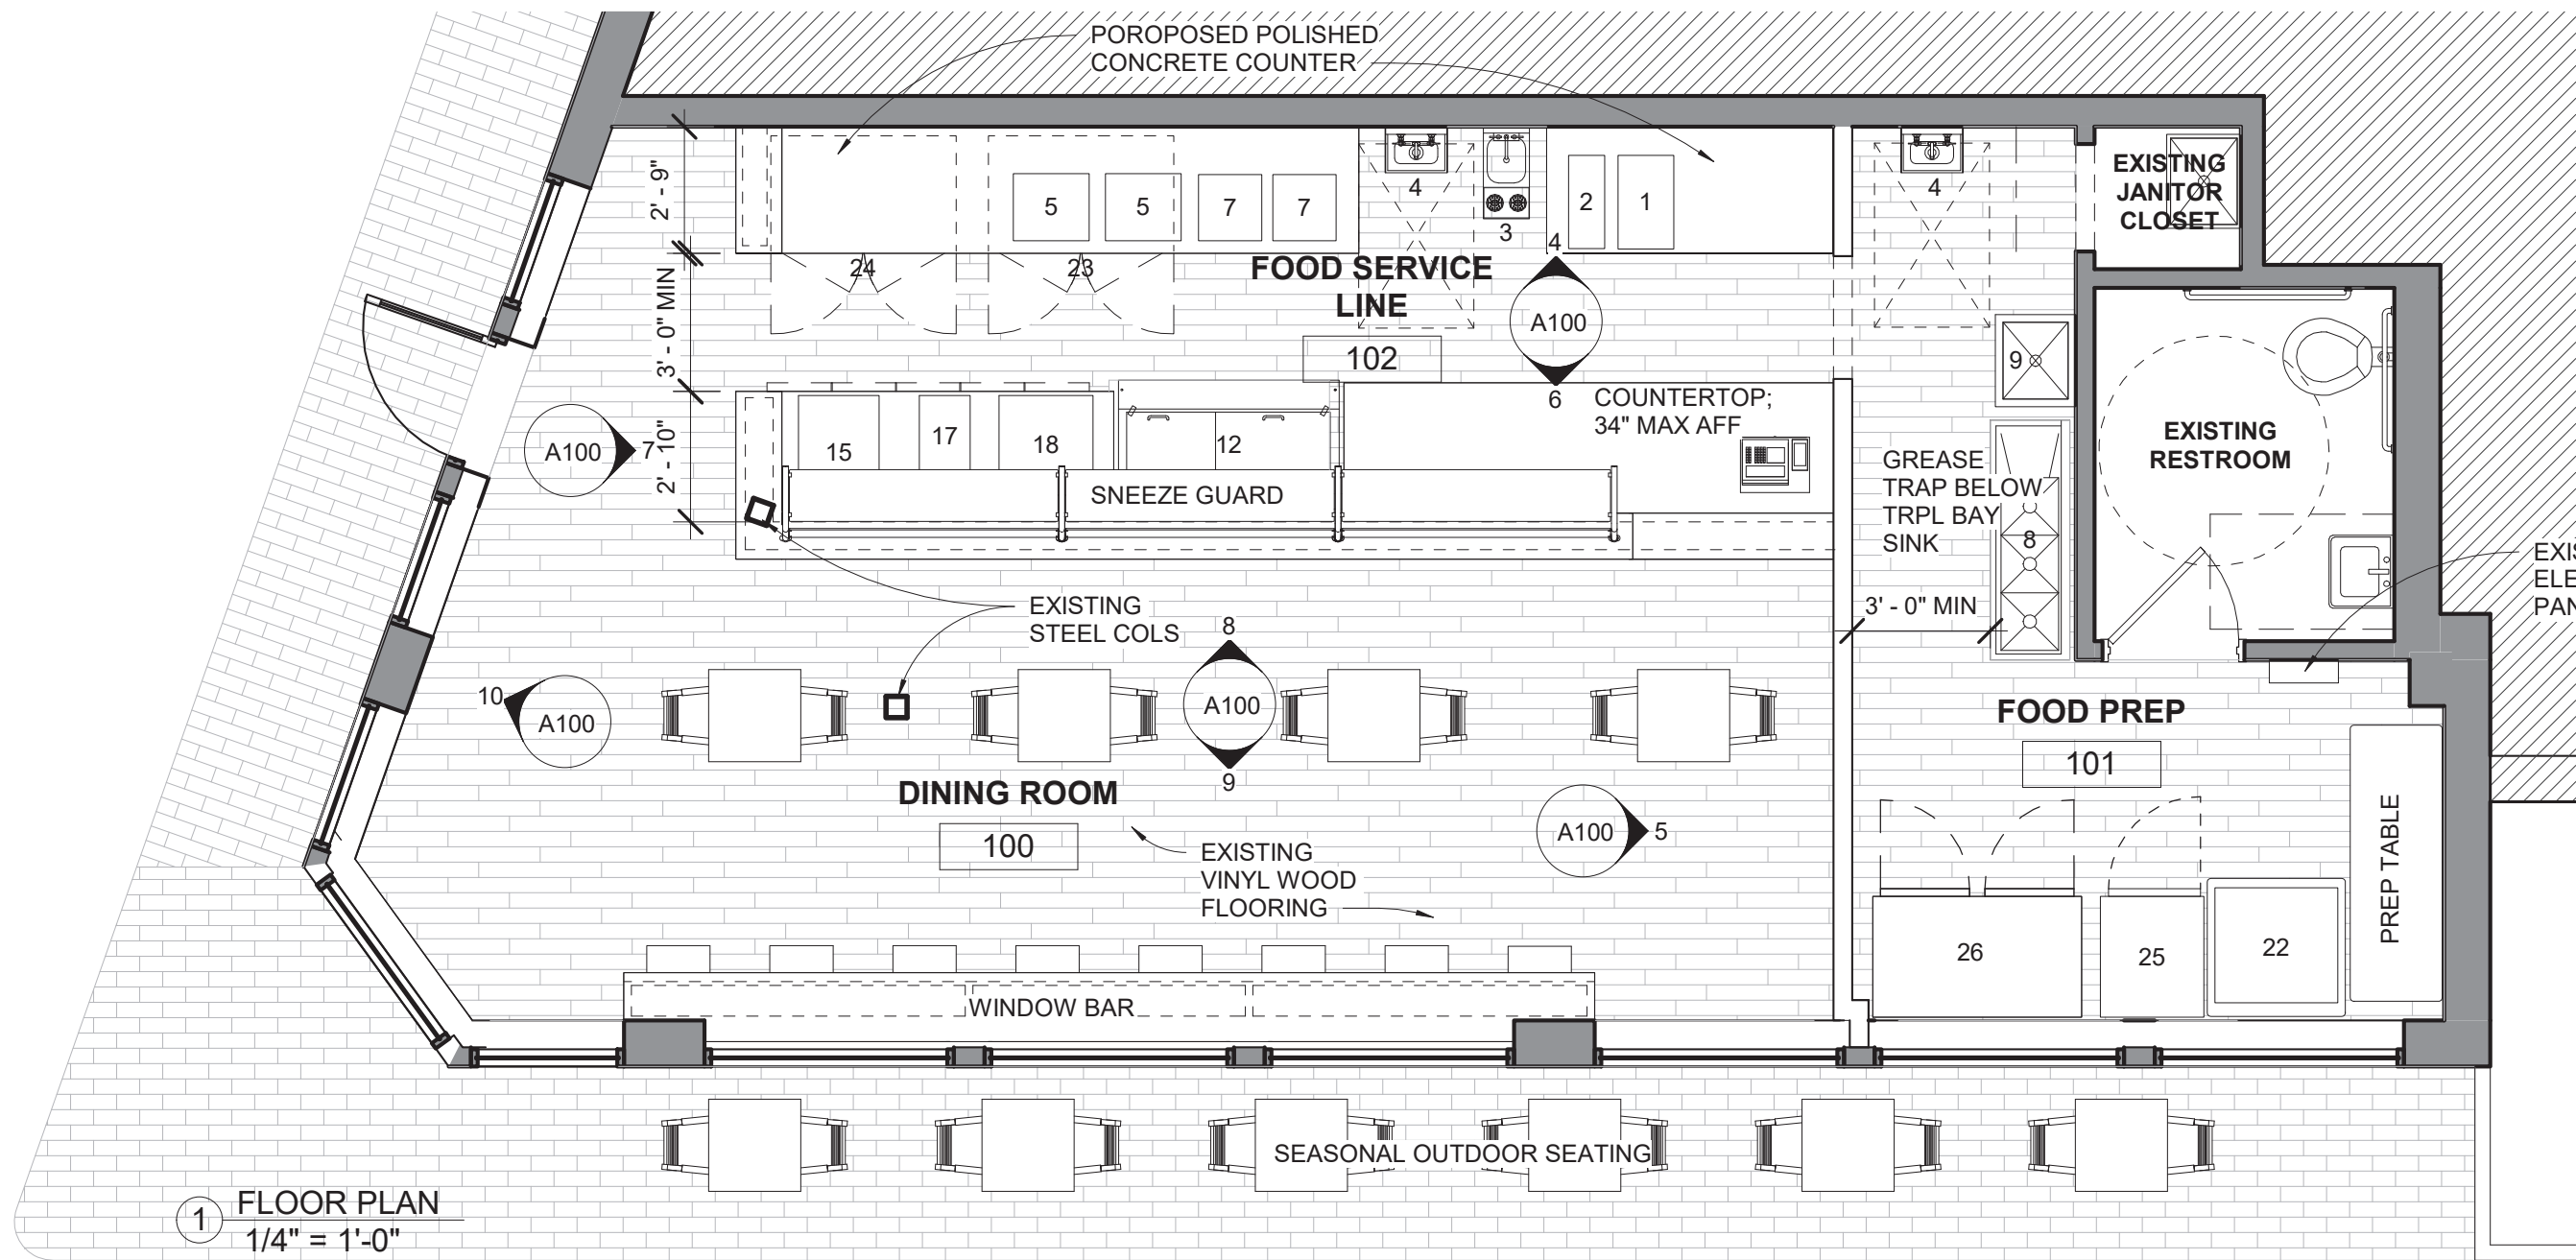 POROPOSED POLISHED
CONCRETE COUNTER
2' - 9"
3' - 0" MIN
2' - 10"
5
5
7
7
4
3
2
1
4
EXISTING
JANITOR
CLOSET
24
23
FOOD SERVICE
LINE
102
4
A100
6
COUNTERTOP;
34" MAX AFF
9
EXISTING
RESTROOM
A100
7
15
17
18
12
SNEEZE GUARD
GREASE
TRAP BELOW
TRPL BAY
SINK
8
3' - 0" MIN
EXIS
ELE
PAN
EXISTING
STEEL COLS
10
A100
8
A100
9
DINING ROOM
100
A100
5
EXISTING
VINYL WOOD
FLOORING
FOOD PREP
101
PREP TABLE
26
25
22
WINDOW BAR
SEASONAL OUTDOOR SEATING
1
FLOOR PLAN
1/4" = 1'-0"